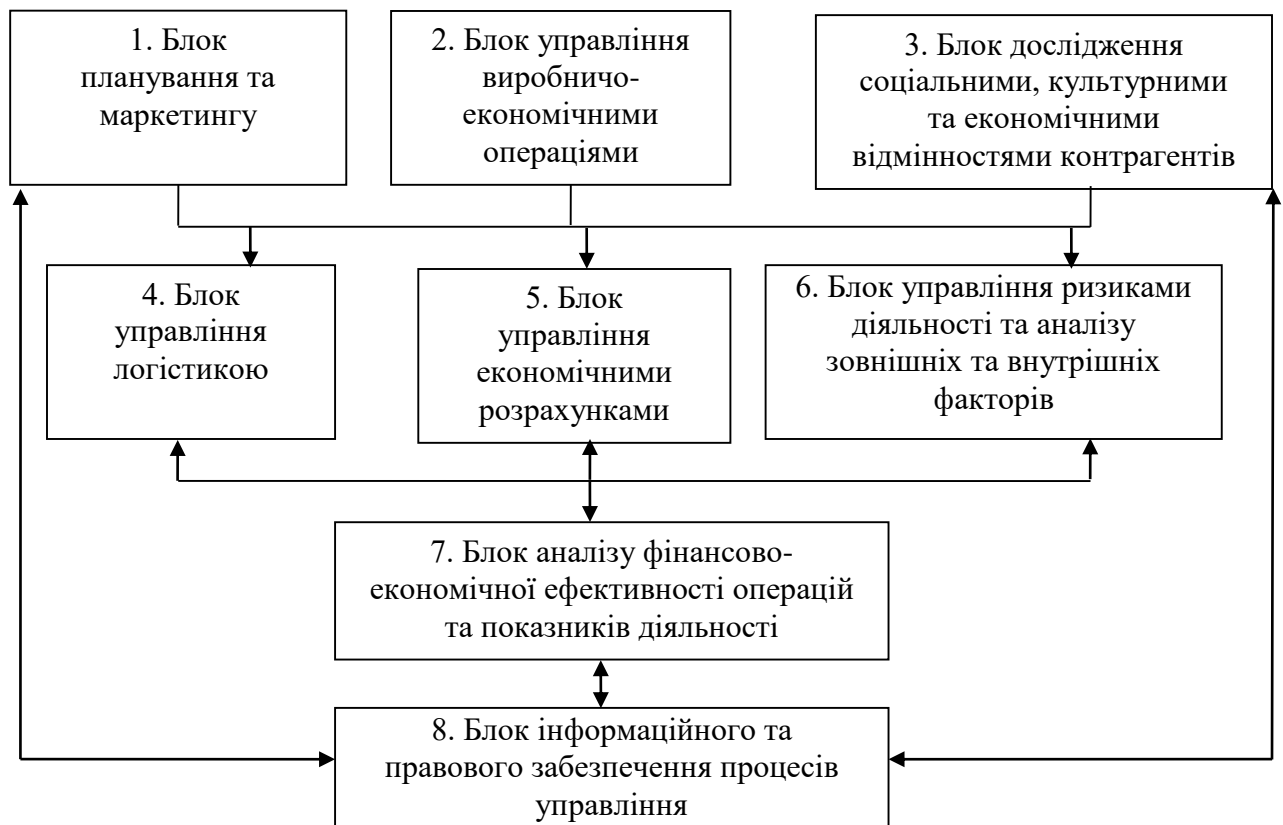 1. Блок
планування та
маркетингу
2. Блок управління
виробничо-
економічними
операціями
3. Блок дослідження
соціальними, культурними
та економічними
відмінностями контрагентів
4. Блок
управління
логістикою
5. Блок
управління
економічними
розрахунками
6. Блок управління ризиками
діяльності та аналізу
зовнішніх та внутрішніх
факторів
7. Блок аналізу фінансово-
економічної ефективності операцій
та показників діяльності
8. Блок інформаційного та
правового забезпечення процесів
управління